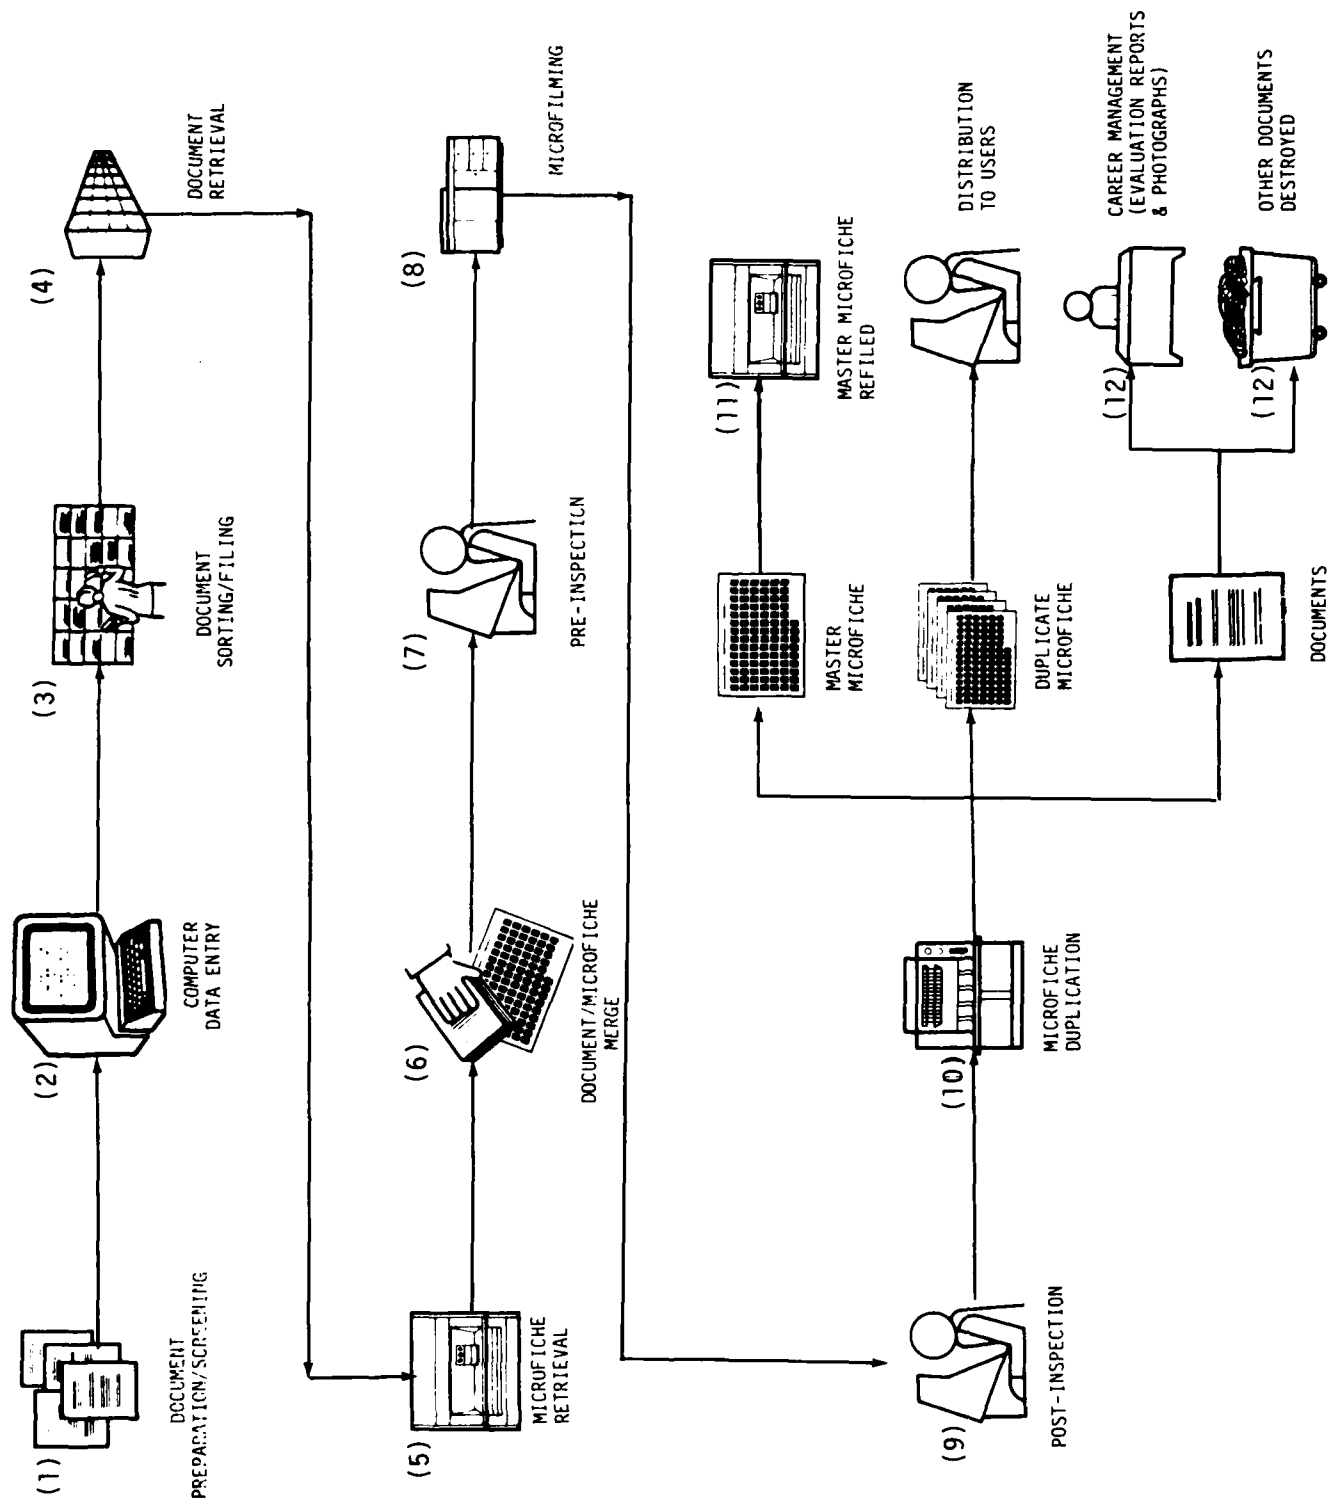 (1)
DOCUMENT
PREPARATION/SCREENING
(2)
COMPUTER
DATA ENTRY
(3)
DOCUMENT
SORTING/FILING
(4)
DOCUMENT
RETRIEVAL
(5)
MICROFICHE
RETRIEVAL
(6)
DOCUMENT/MICROFICHE
MERGE
(7)
PRE-INSPECTION
(8)
MICROFILMING
(9)
POST-INSPECTION
(10)
MICROFICHE
DUPLICATION
MASTER
MICROFICHE
(11)
MASTER MICROFICHE
REFILED
DUPLICATE
MICROFICHE
DISTRIBUTION
TO USERS
DOCUMENTS
(12)
CAREER MANAGEMENT
(EVALUATION REPORTS
& PHOTOGRAPHS)
(12)
OTHER DOCUMENTS
DESTROYED